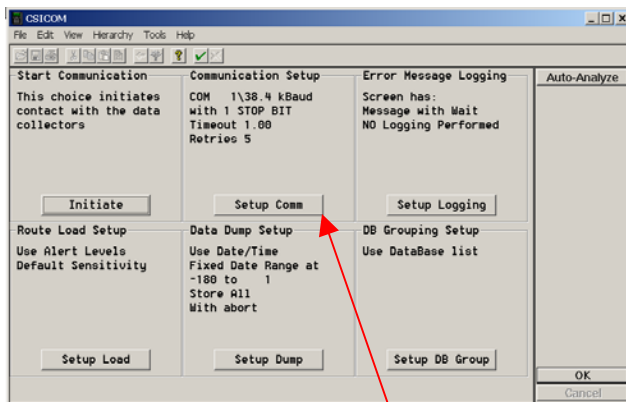 CSICOM
File Edit View Hierarchy Tools Help
Start Communication
This choice initiates
contact with the data
collectors
Initiate
Communication Setup
COM 1\38.4 kBaud
with 1 STOP BIT
Timeout 1.00
Retries 5
Setup Comm
Error Message Logging
Screen has:
Message with Wait
NO Logging Performed
Setup Logging
Auto-Analyze
Route Load Setup
Use Alert Levels
Default Sensitivity
Setup Load
Data Dump Setup
Use Date/Time
Fixed Date Range at
-180 to 1
Store All
With abort
Setup Dump
DB Grouping Setup
Use DataBase list
Setup DB Group
OK
Cancel